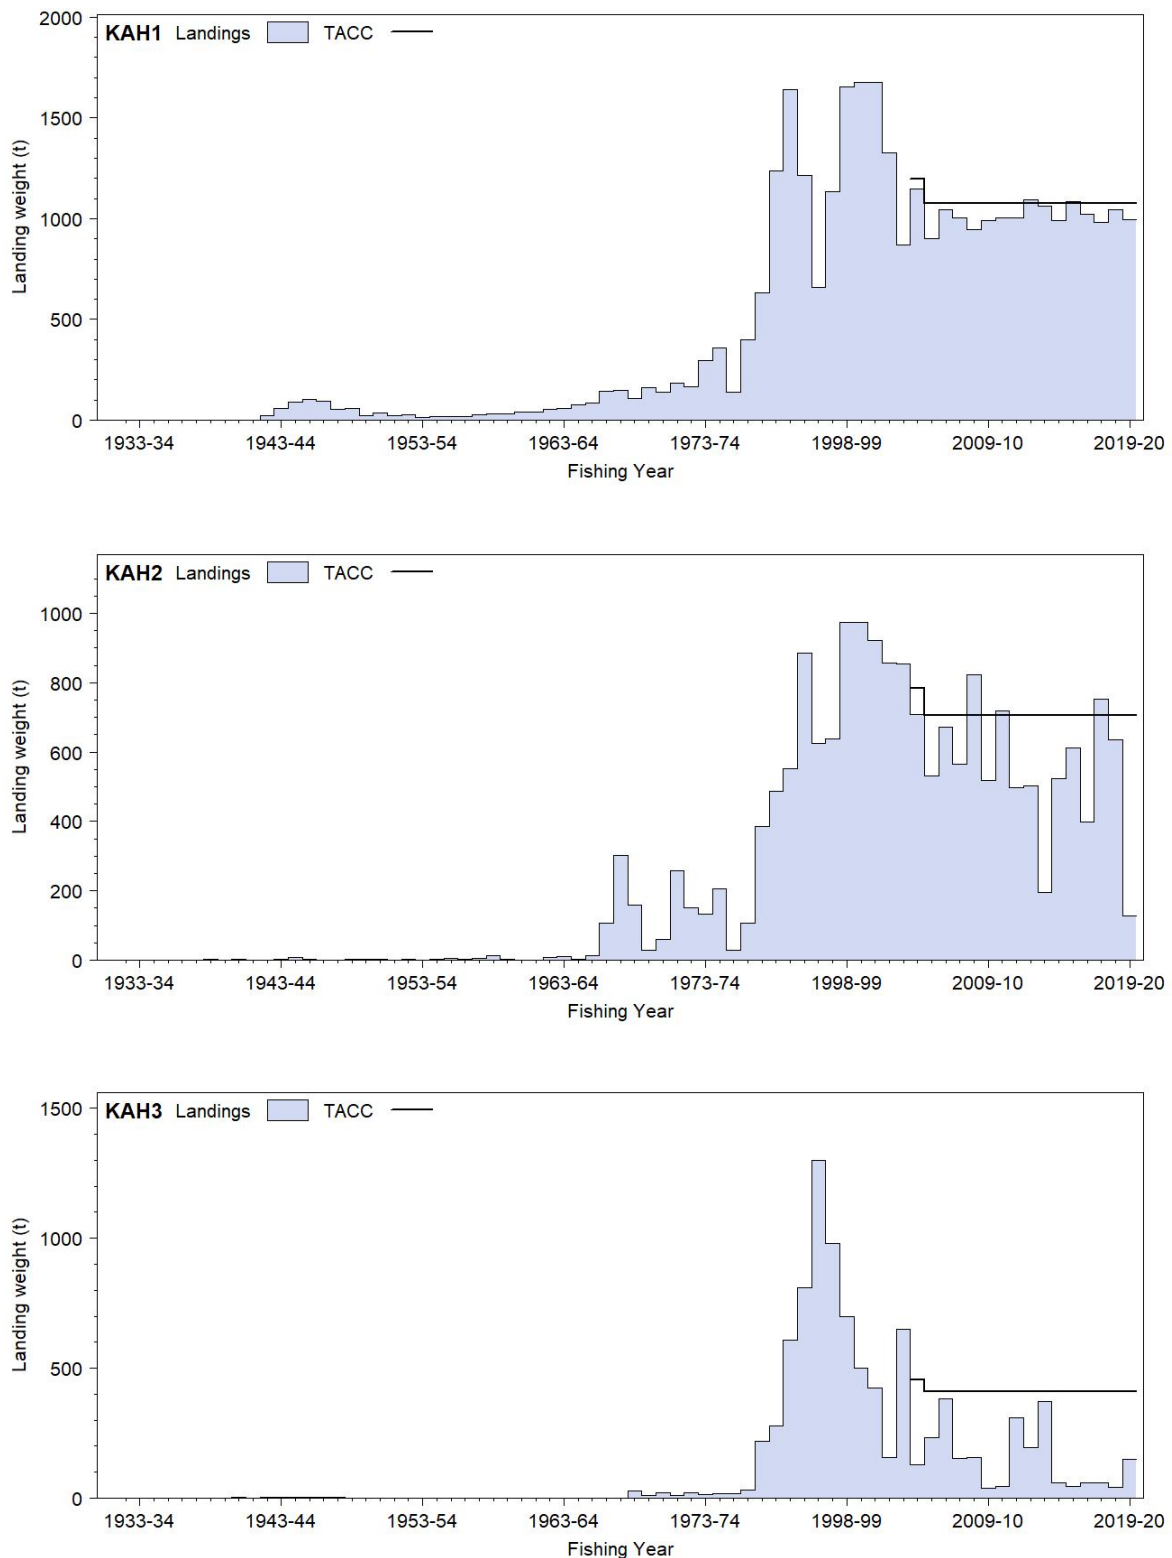 KAH1 Landings TACC
2000
1500
1000
500
0
Landing weight (t)
1933-34 1943-44 1953-54 1963-64 1973-74 1998-99 2009-10 2019-20
Fishing Year
KAH2 Landings TACC
1000
800
600
400
200
0
Landing weight (t)
1933-34 1943-44 1953-54 1963-64 1973-74 1998-99 2009-10 2019-20
Fishing Year
KAH3 Landings TACC
1500
1000
500
0
Landing weight (t)
1933-34 1943-44 1953-54 1963-64 1973-74 1998-99 2009-10 2019-20
Fishing Year